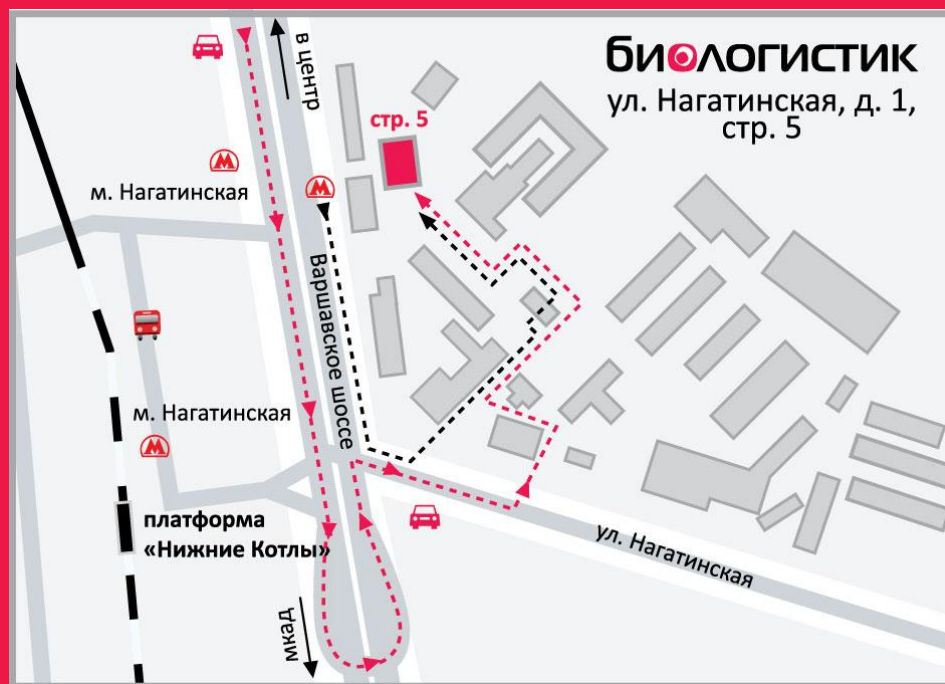 биологистик
ул. Нагатинская, д. 1,
стр. 5
в центр
стр. 5
м. Нагатинская
Варшавское шоссе
м. Нагатинская
платформа
«Нижние Котлы»
ул. Нагатинская
мкад